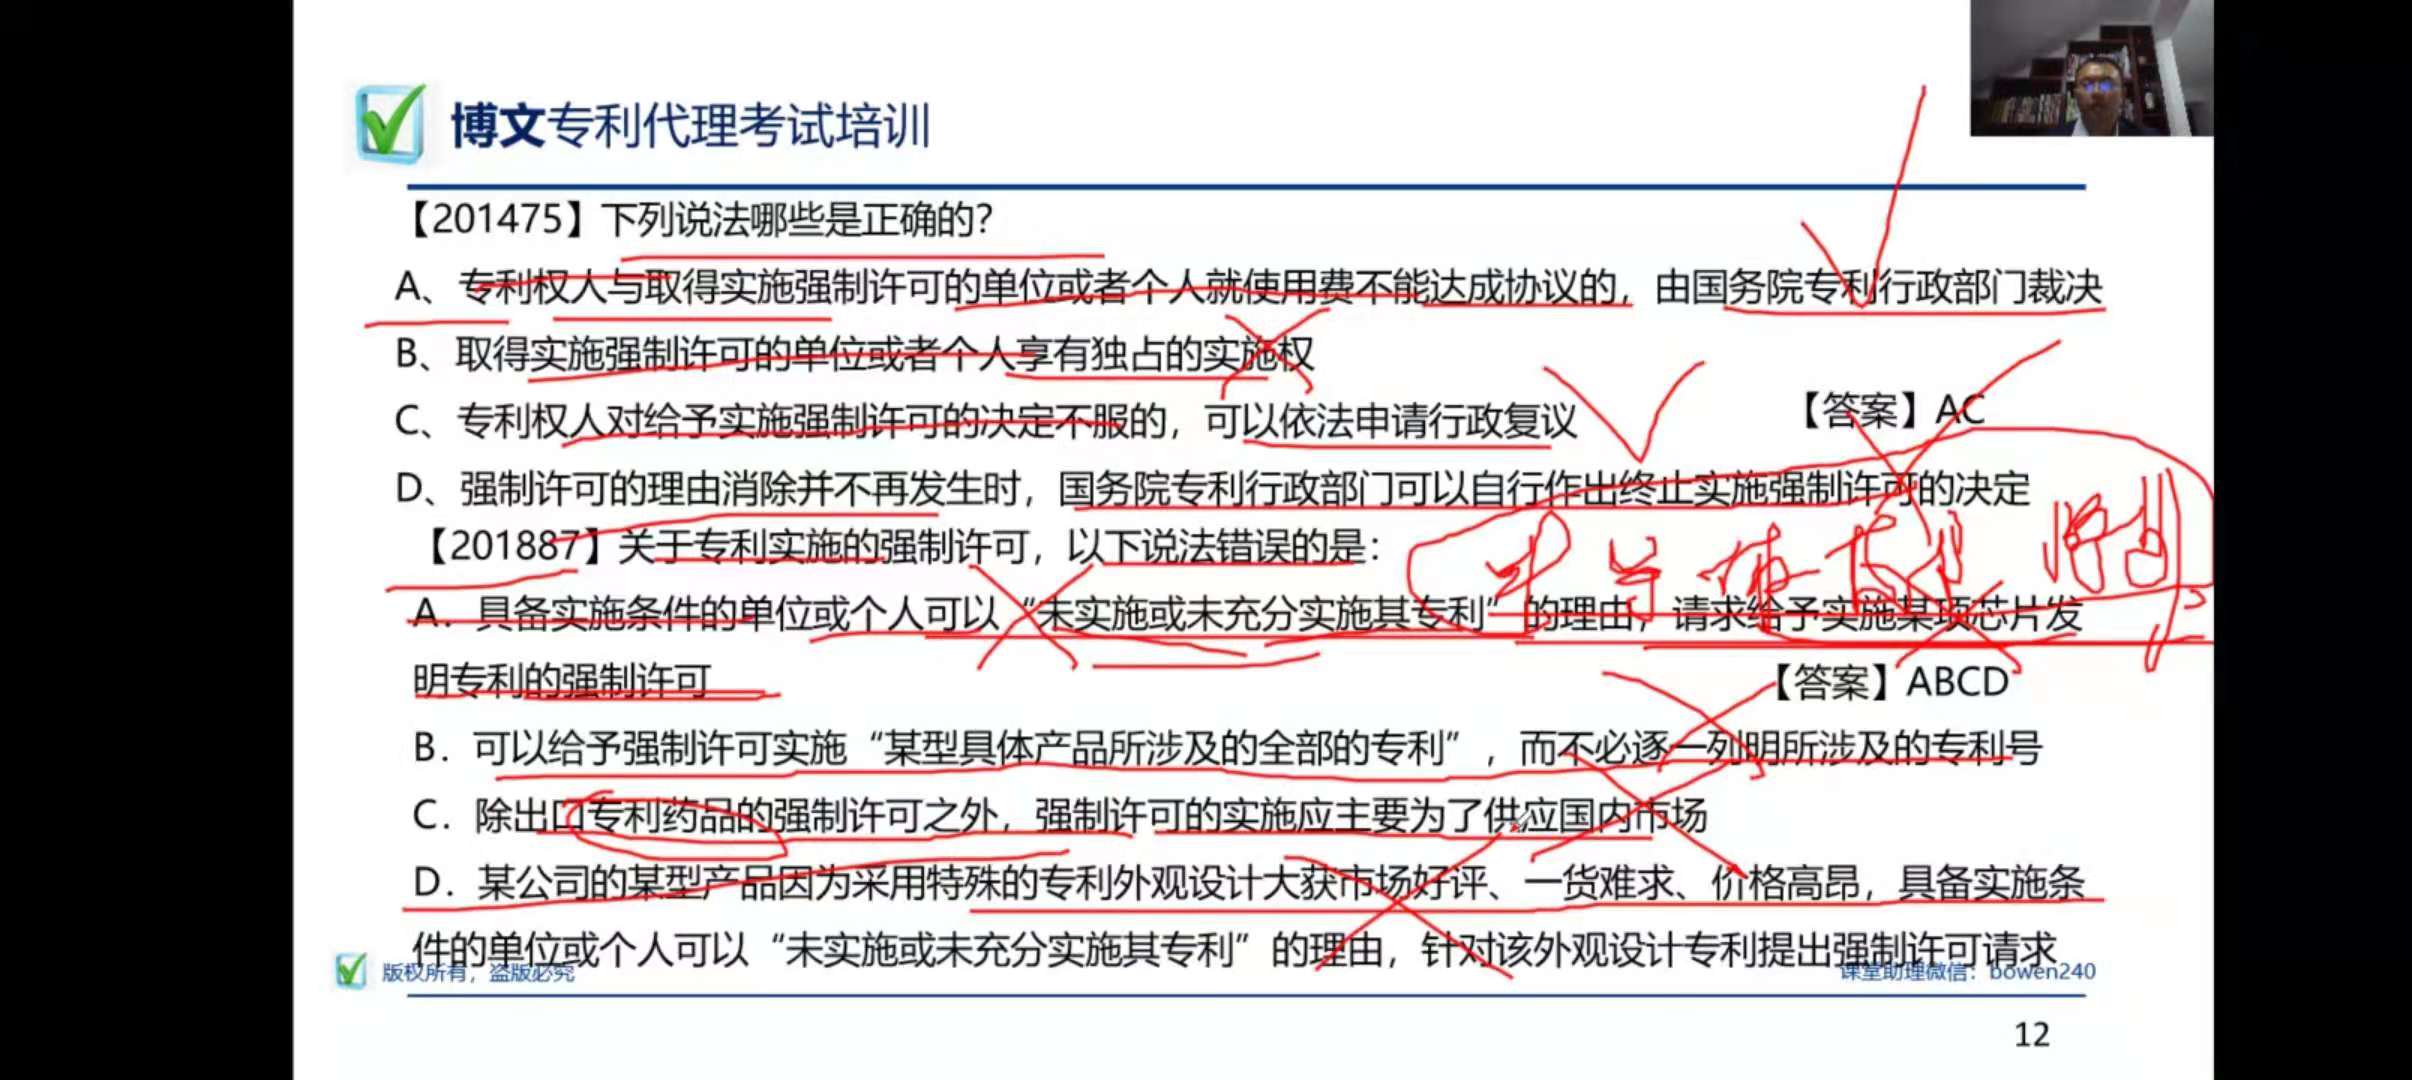 博文专利代理考试培训
【201475】下列说法哪些是正确的?
A、专利权人与取得实施强制许可的单位或者个人就使用费不能达成协议的，由国务院专利行政部门裁决
B、取得实施强制许可的单位或者个人享有独占的实施权
C、专利权人对给予实施强制许可的决定不服的，可以依法申请行政复议
【答案】AC
D、强制许可的理由消除并不再发生时，国务院专利行政部门可以自行作出终止实施强制许可的决定
【201887】关于专利实施的强制许可，以下说法错误的是：
A．具备实施条件的单位或个人可以“未实施或未充分实施其专利”的理由，请求给予实施某项芯片发
明专利的强制许可
【答案】ABCD
B．可以给予强制许可实施“某型具体产品所涉及的全部的专利”，而不必逐一列明所涉及的专利号
C．除出口专利药品的强制许可之外，强制许可的实施应主要为了供应国内市场
D．某公司的某型产品因为采用特殊的专利外观设计大获市场好评、一货难求、价格高昂，具备实施条
件的单位或个人可以“未实施或未充分实施其专利”的理由，针对该外观设计专利提出强制许可请求
版权所有，盗版必究
课堂助理微信：bowen240
12